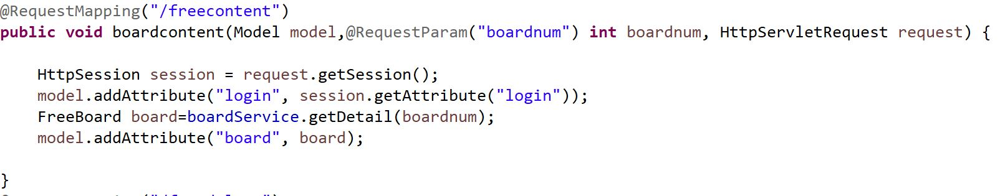 @RequestMapping("/freecontent")
public void boardcontent(Model model,@RequestParam("boardnum") int boardnum, HttpServletRequest request) {
HttpSession session = request.getSession();
model.addAttribute("login", session.getAttribute("login"));
FreeBoard board=boardService.getDetail(boardnum);
model.addAttribute("board", board);
}